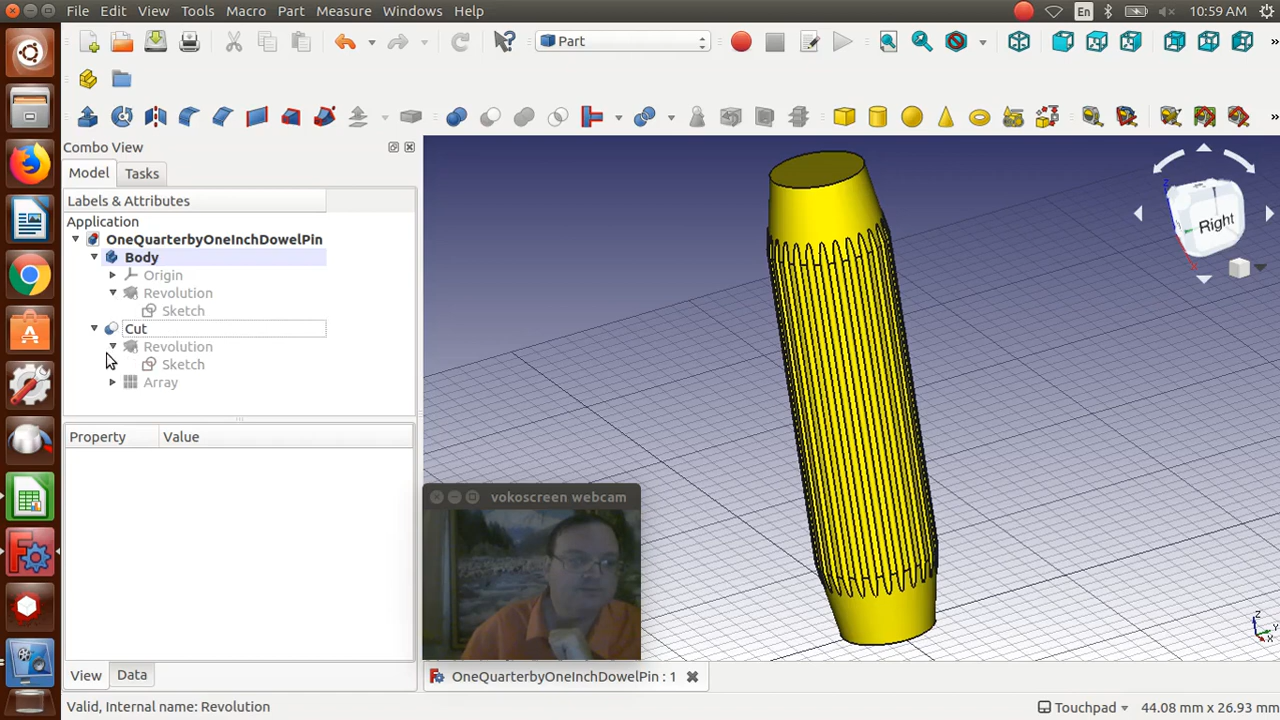 File Edit View Tools Macro Part Measure Windows Help
En
10:59 AM
Part
»
»
»
Combo View
Model Tasks
Labels & Attributes
Application
OneQuarterbyOneInchDowelPin
Body
Origin
Revolution
Sketch
Cut
Revolution
Sketch
Array
Right
Property Value
vokoscreen webcam
Z
Y
X
View Data
OneQuarterbyOneInchDowelPin : 1
Valid, Internal name: Revolution
Touchpad
44.08 mm x 26.93 mm